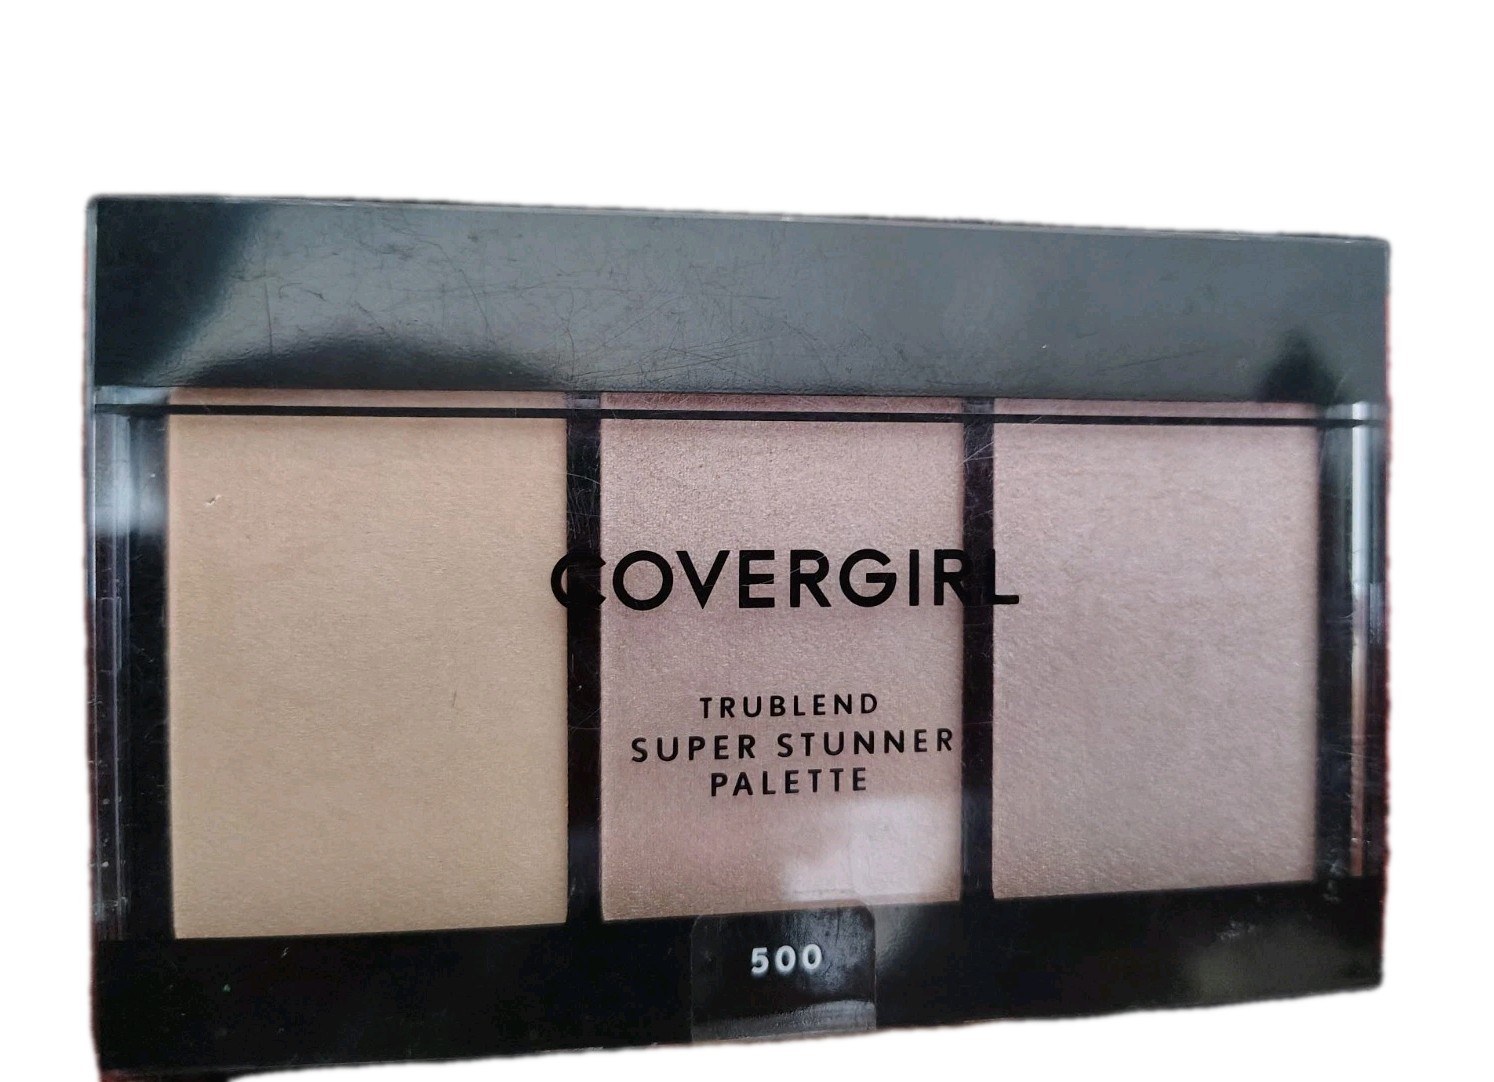 COVERGIRL
TRUBLEND
SUPER STUNNER
PALETTE
500